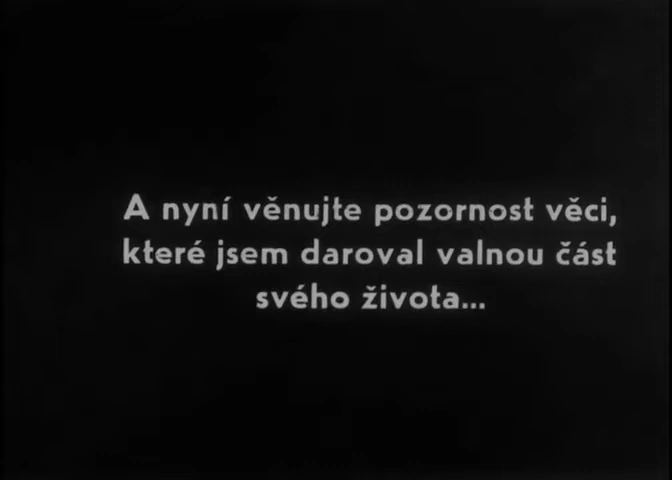 A nyní věnujte pozornost věci,
které jsem daroval valnou část
svého života...